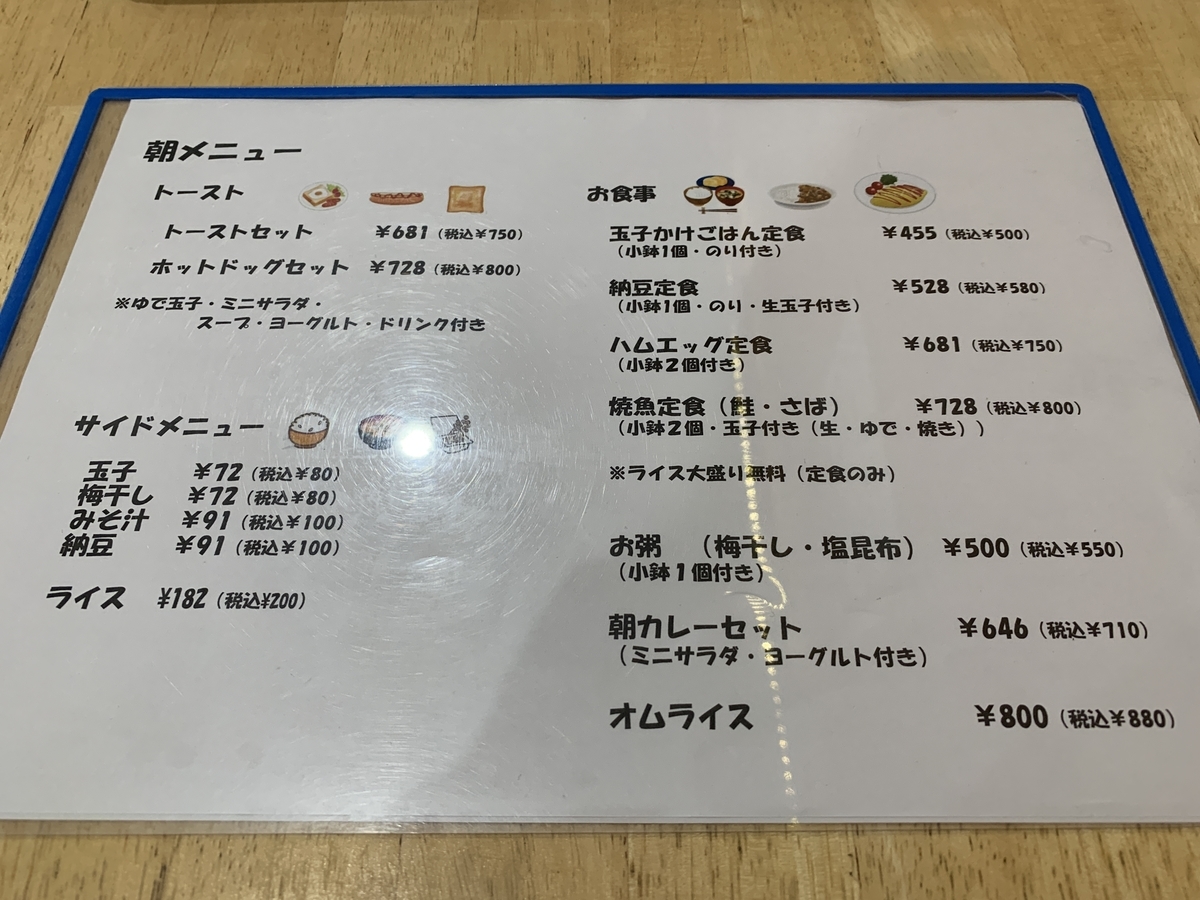 朝メニュー
トースト
トーストセット ¥681(税込¥750)
ホットドッグセット ¥728(税込¥800)
※ゆで玉子・ミニサラダ・
スープ・ヨーグルト・ドリンク付き
サイドメニュー
玉子 ¥72(税込¥80)
梅干し ¥72(税込¥80)
みそ汁 ¥91(税込¥100)
納豆 ¥91(税込¥100)
ライス ¥182(税込¥200)
お食事
玉子かけごはん定食 ¥455(税込¥500)
(小鉢1個・のり付き)
納豆定食 ¥528(税込¥580)
(小鉢1個・のり・生玉子付き)
ハムエッグ定食 ¥681(税込¥750)
(小鉢2個付き)
焼魚定食(鮭・さば) ¥728(税込¥800)
(小鉢2個・玉子付き(生・ゆで・焼き))
※ライス大盛り無料(定食のみ)
お粥 (梅干し・塩昆布) ¥500(税込¥550)
(小鉢1個付き)
朝カレーセット ¥646(税込¥710)
(ミニサラダ・ヨーグルト付き)
オムライス ¥800(税込¥880)